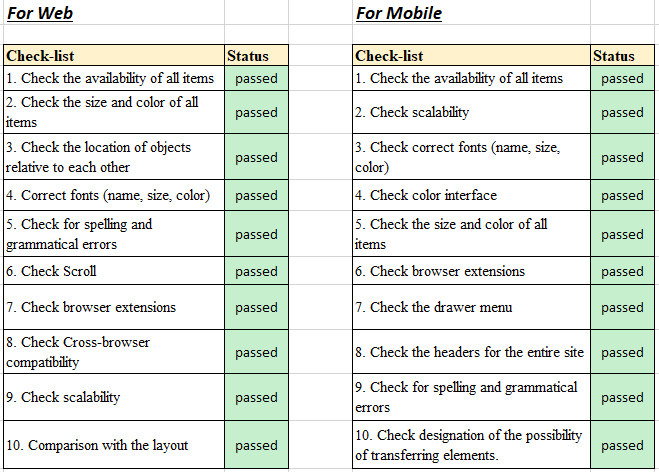 For Web
Check-list Status
1. Check the availability of all items passed
2. Check the size and color of all
items passed
3. Check the location of objects
relative to each other passed
4. Correct fonts (name, size, color) passed
5. Check for spelling and
grammatical errors passed
6. Check Scroll passed
7. Check browser extensions passed
8. Check Cross-browser
compatibility passed
9. Check scalability passed
10. Comparison with the layout passed
For Mobile
Check-list Status
1. Check the availability of all items passed
2. Check scalability passed
3. Check correct fonts (name, size,
color) passed
4. Check color interface passed
5. Check the size and color of all
items passed
6. Check browser extensions passed
7. Check the drawer menu passed
8. Check the headers for the entire site passed
9. Check for spelling and grammatical
errors passed
10. Check designation of the possibility
of transferring elements. passed